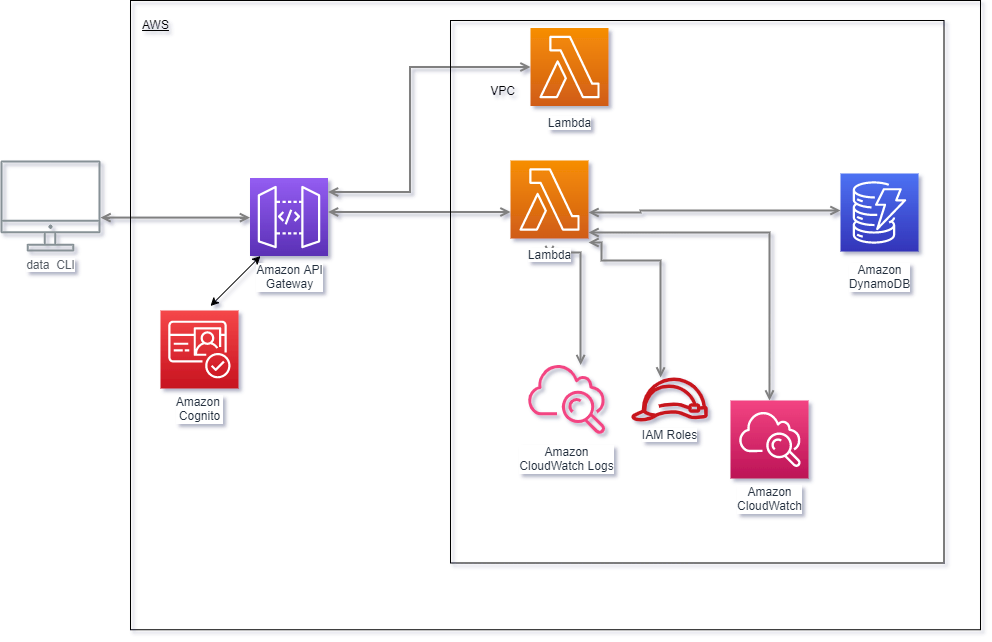 AWS
VPC
Lambda
data_CLI
Amazon API
Gateway
</>
Lambda
Amazon
DynamoDB
Amazon
Cognito
Amazon
CloudWatch Logs
IAM Roles
Amazon
CloudWatch